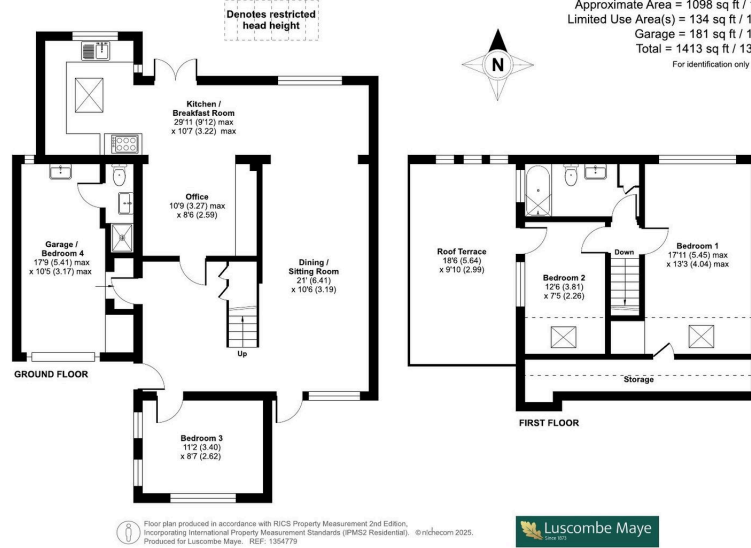 Denotes restricted
head height
Approximate Area = 1098 sq ft / 1
Limited Use Area(s) = 134 sq ft / 1
Garage = 181 sq ft / 1
Total = 1413 sq ft / 13
For identification only
N
Kitchen /
Breakfast Room
29'11 (9'12) max
x 10'7 (3.22) max
Office
10'9 (3.27) max
x 8'6 (2.59)
Garage /
Bedroom 4
17'9 (5.41) max
x 10'5 (3.17) max
Dining /
Sitting Room
21' (6.41)
x 10'6 (3.19)
Up
GROUND FLOOR
Bedroom 3
11'2 (3.40)
x 8'7 (2.62)
Roof Terrace
18'6 (5.64)
x 9'10 (2.99)
Bedroom 2
12'6 (3.81)
x 7'5 (2.26)
Down
Bedroom 1
17'11 (5.45) max
x 13'3 (4.04) max
Storage
FIRST FLOOR
Floor plan produced in accordance with RICS Property Measurement 2nd Edition,
Incorporating International Property Measurement Standards (IPMS2 Residential). © nichecom 2025.
Produced for Luscombe Maye. REF: 1354779
Luscombe Maye
Since 1873